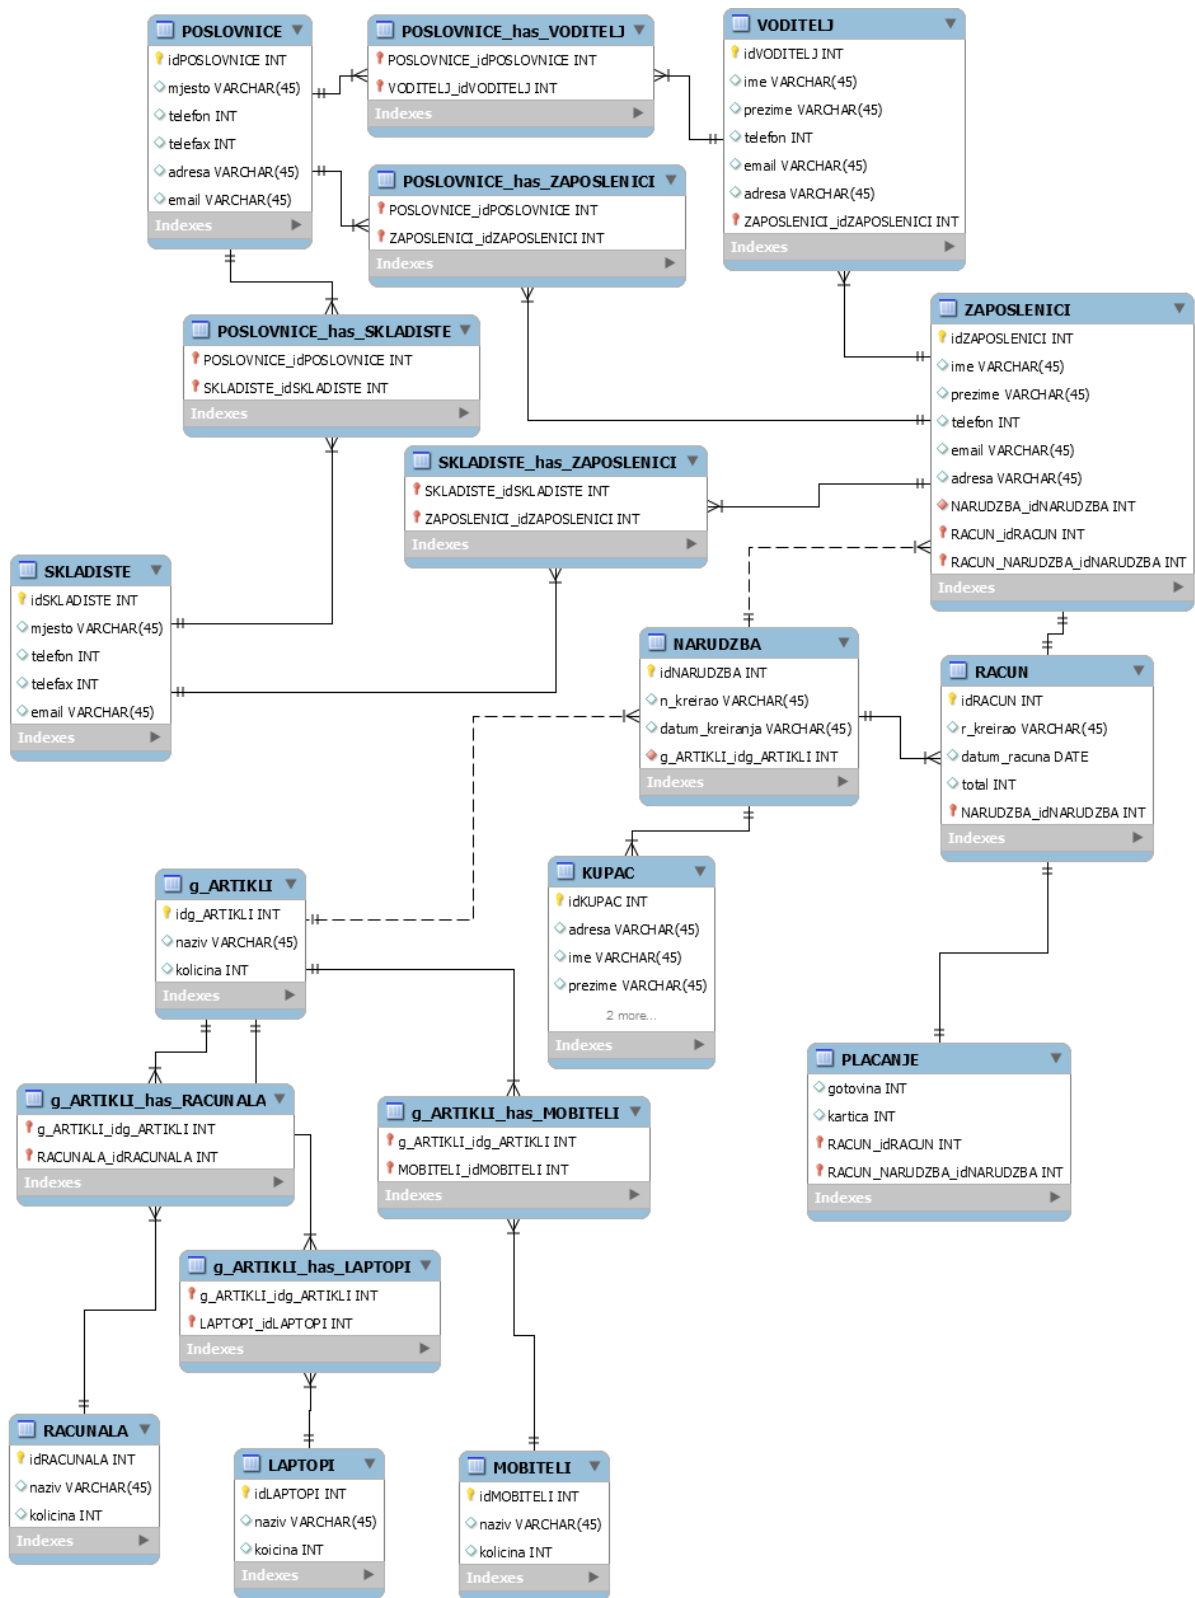 POSLOVNICE
idPOSLOVNICE INT
mjesto VARCHAR(45)
telefon INT
telefax INT
adresa VARCHAR(45)
email VARCHAR(45)
Indexes
POSLOVNICE_has_VODITELJ
POSLOVNICE_idPOSLOVNICE INT
VODITELJ_idVODITELJ INT
Indexes
VODITELJ
idVODITELJ INT
ime VARCHAR(45)
prezime VARCHAR(45)
telefon INT
email VARCHAR(45)
adresa VARCHAR(45)
ZAPOSLENICI_idZAPOSLENICI INT
Indexes
POSLOVNICE_has_ZAPOSLENICI
POSLOVNICE_idPOSLOVNICE INT
ZAPOSLENICI_idZAPOSLENICI INT
Indexes
POSLOVNICE_has_SKLADISTE
POSLOVNICE_idPOSLOVNICE INT
SKLADISTE_idSKLADISTE INT
Indexes
ZAPOSLENICI
idZAPOSLENICI INT
ime VARCHAR(45)
prezime VARCHAR(45)
telefon INT
email VARCHAR(45)
adresa VARCHAR(45)
NARUDZBA_idNARUDZBA INT
RACUN_idRACUN INT
RACUN_NARUDZBA_idNARUDZBA INT
Indexes
SKLADISTE_has_ZAPOSLENICI
SKLADISTE_idSKLADISTE INT
ZAPOSLENICI_idZAPOSLENICI INT
Indexes
SKLADISTE
idSKLADISTE INT
mjesto VARCHAR(45)
telefon INT
telefax INT
email VARCHAR(45)
Indexes
NARUDZBA
idNARUDZBA INT
n_kreirao VARCHAR(45)
datum_kreiranja VARCHAR(45)
g_ARTIKLI_idg_ARTIKLI INT
Indexes
RACUN
idRACUN INT
r_kreirao VARCHAR(45)
datum_racuna DATE
total INT
NARUDZBA_idNARUDZBA INT
Indexes
g_ARTIKLI
idg_ARTIKLI INT
naziv VARCHAR(45)
kolicina INT
Indexes
KUPAC
idKUPAC INT
adresa VARCHAR(45)
ime VARCHAR(45)
prezime VARCHAR(45)
2 more...
Indexes
PLACANJE
gotovina INT
kartica INT
RACUN_idRACUN INT
RACUN_NARUDZBA_idNARUDZBA INT
Indexes
g_ARTIKLI_has_RACUNALA
g_ARTIKLI_idg_ARTIKLI INT
RACUNALA_idRACUNALA INT
Indexes
g_ARTIKLI_has_MOBITELI
g_ARTIKLI_idg_ARTIKLI INT
MOBITELI_idMOBITELI INT
Indexes
g_ARTIKLI_has_LAPTOPI
g_ARTIKLI_idg_ARTIKLI INT
LAPTOPI_idLAPTOPI INT
Indexes
RACUNALA
idRACUNALA INT
naziv VARCHAR(45)
kolicina INT
Indexes
LAPTOPI
idLAPTOPI INT
naziv VARCHAR(45)
koicina INT
Indexes
MOBITELI
idMOBITELI INT
naziv VARCHAR(45)
kolicina INT
Indexes